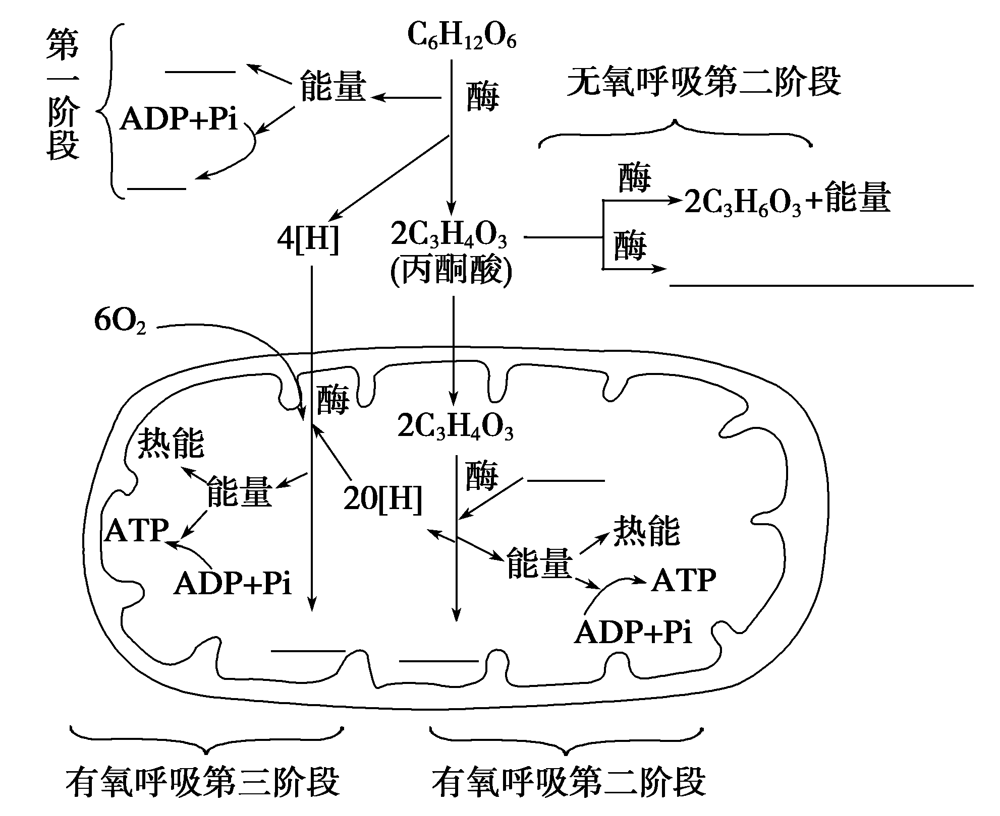 第一阶段
C₆H₁₂O₆
能量
酶
ADP+Pi
无氧呼吸第二阶段
酶
2C₃H₆O₃+能量
酶
4[H]
2C₃H₄O₃
(丙酮酸)
6O₂
酶
2C₃H₄O₃
热能
能量
20[H]
酶
ATP
ADP+Pi
热能
能量
ATP
ADP+Pi
有氧呼吸第三阶段
有氧呼吸第二阶段